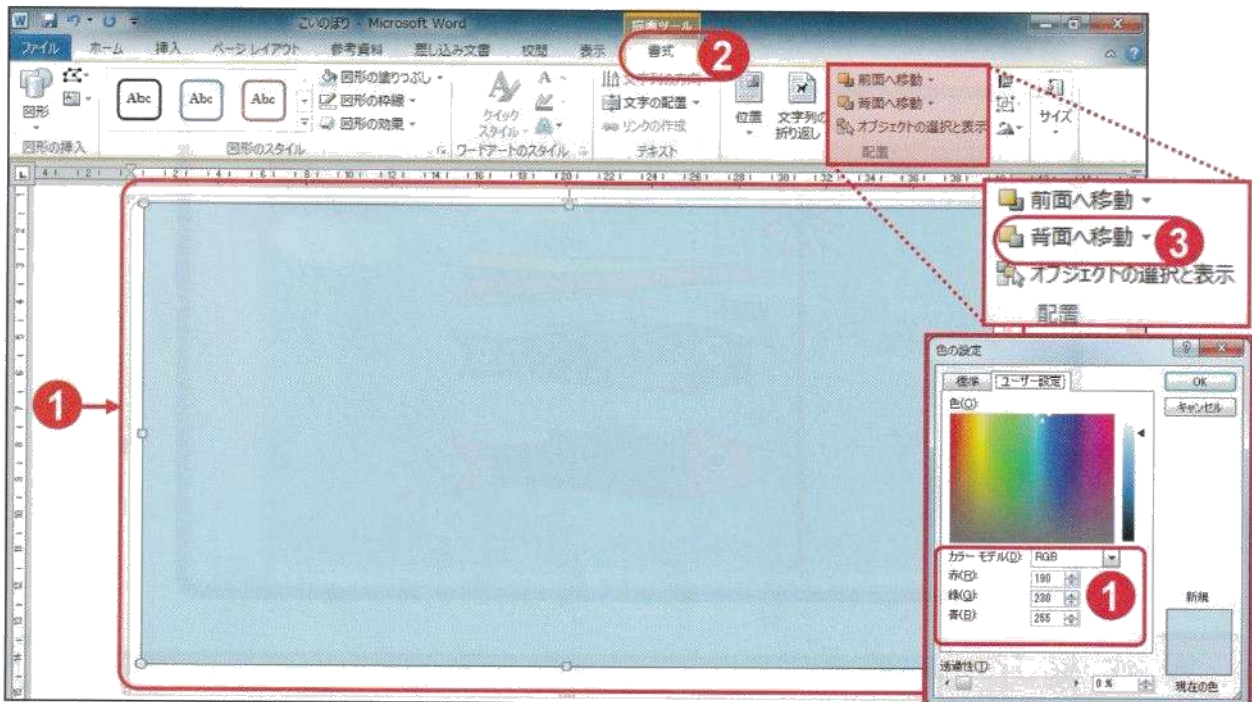 こいのぼり - Microsoft Word
描画ツール
ファイル ホーム 挿入 ページ レイアウト 参考資料 差し込み文書 校閲 表示 書式
2
図形
Abc Abc Abc
図形の塗りつぶし
図形の枠線
図形の効果
クイック
スタイル
文字列の方向
文字の配置
リンクの作成
位置
文字列の
折り返し
前面へ移動
背面へ移動
オブジェクトの選択と表示
サイズ
図形の挿入 図形のスタイル ワードアートのスタイル テキスト 配置
前面へ移動
背面へ移動
3
オブジェクトの選択と表示
配置
1
色の設定
標準 ユーザー設定
OK
キャンセル
色(C):
カラー モデル(D): RGB
赤(R): 190
緑(G): 230
青(B): 255
1
新規
透過性(T):
0 %
現在の色